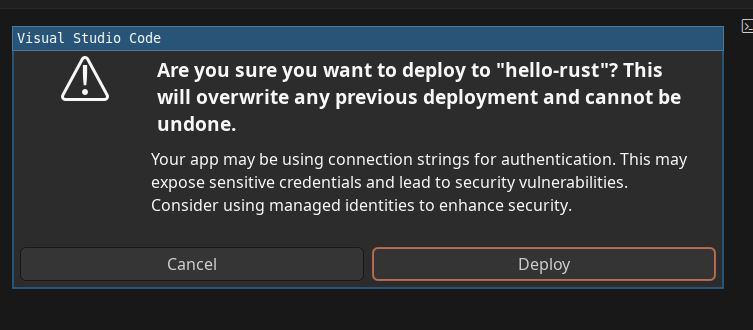 Visual Studio Code
Are you sure you want to deploy to "hello-rust"? This
will overwrite any previous deployment and cannot be
undone.
Your app may be using connection strings for authentication. This may
expose sensitive credentials and lead to security vulnerabilities.
Consider using managed identities to enhance security.
Cancel
Deploy